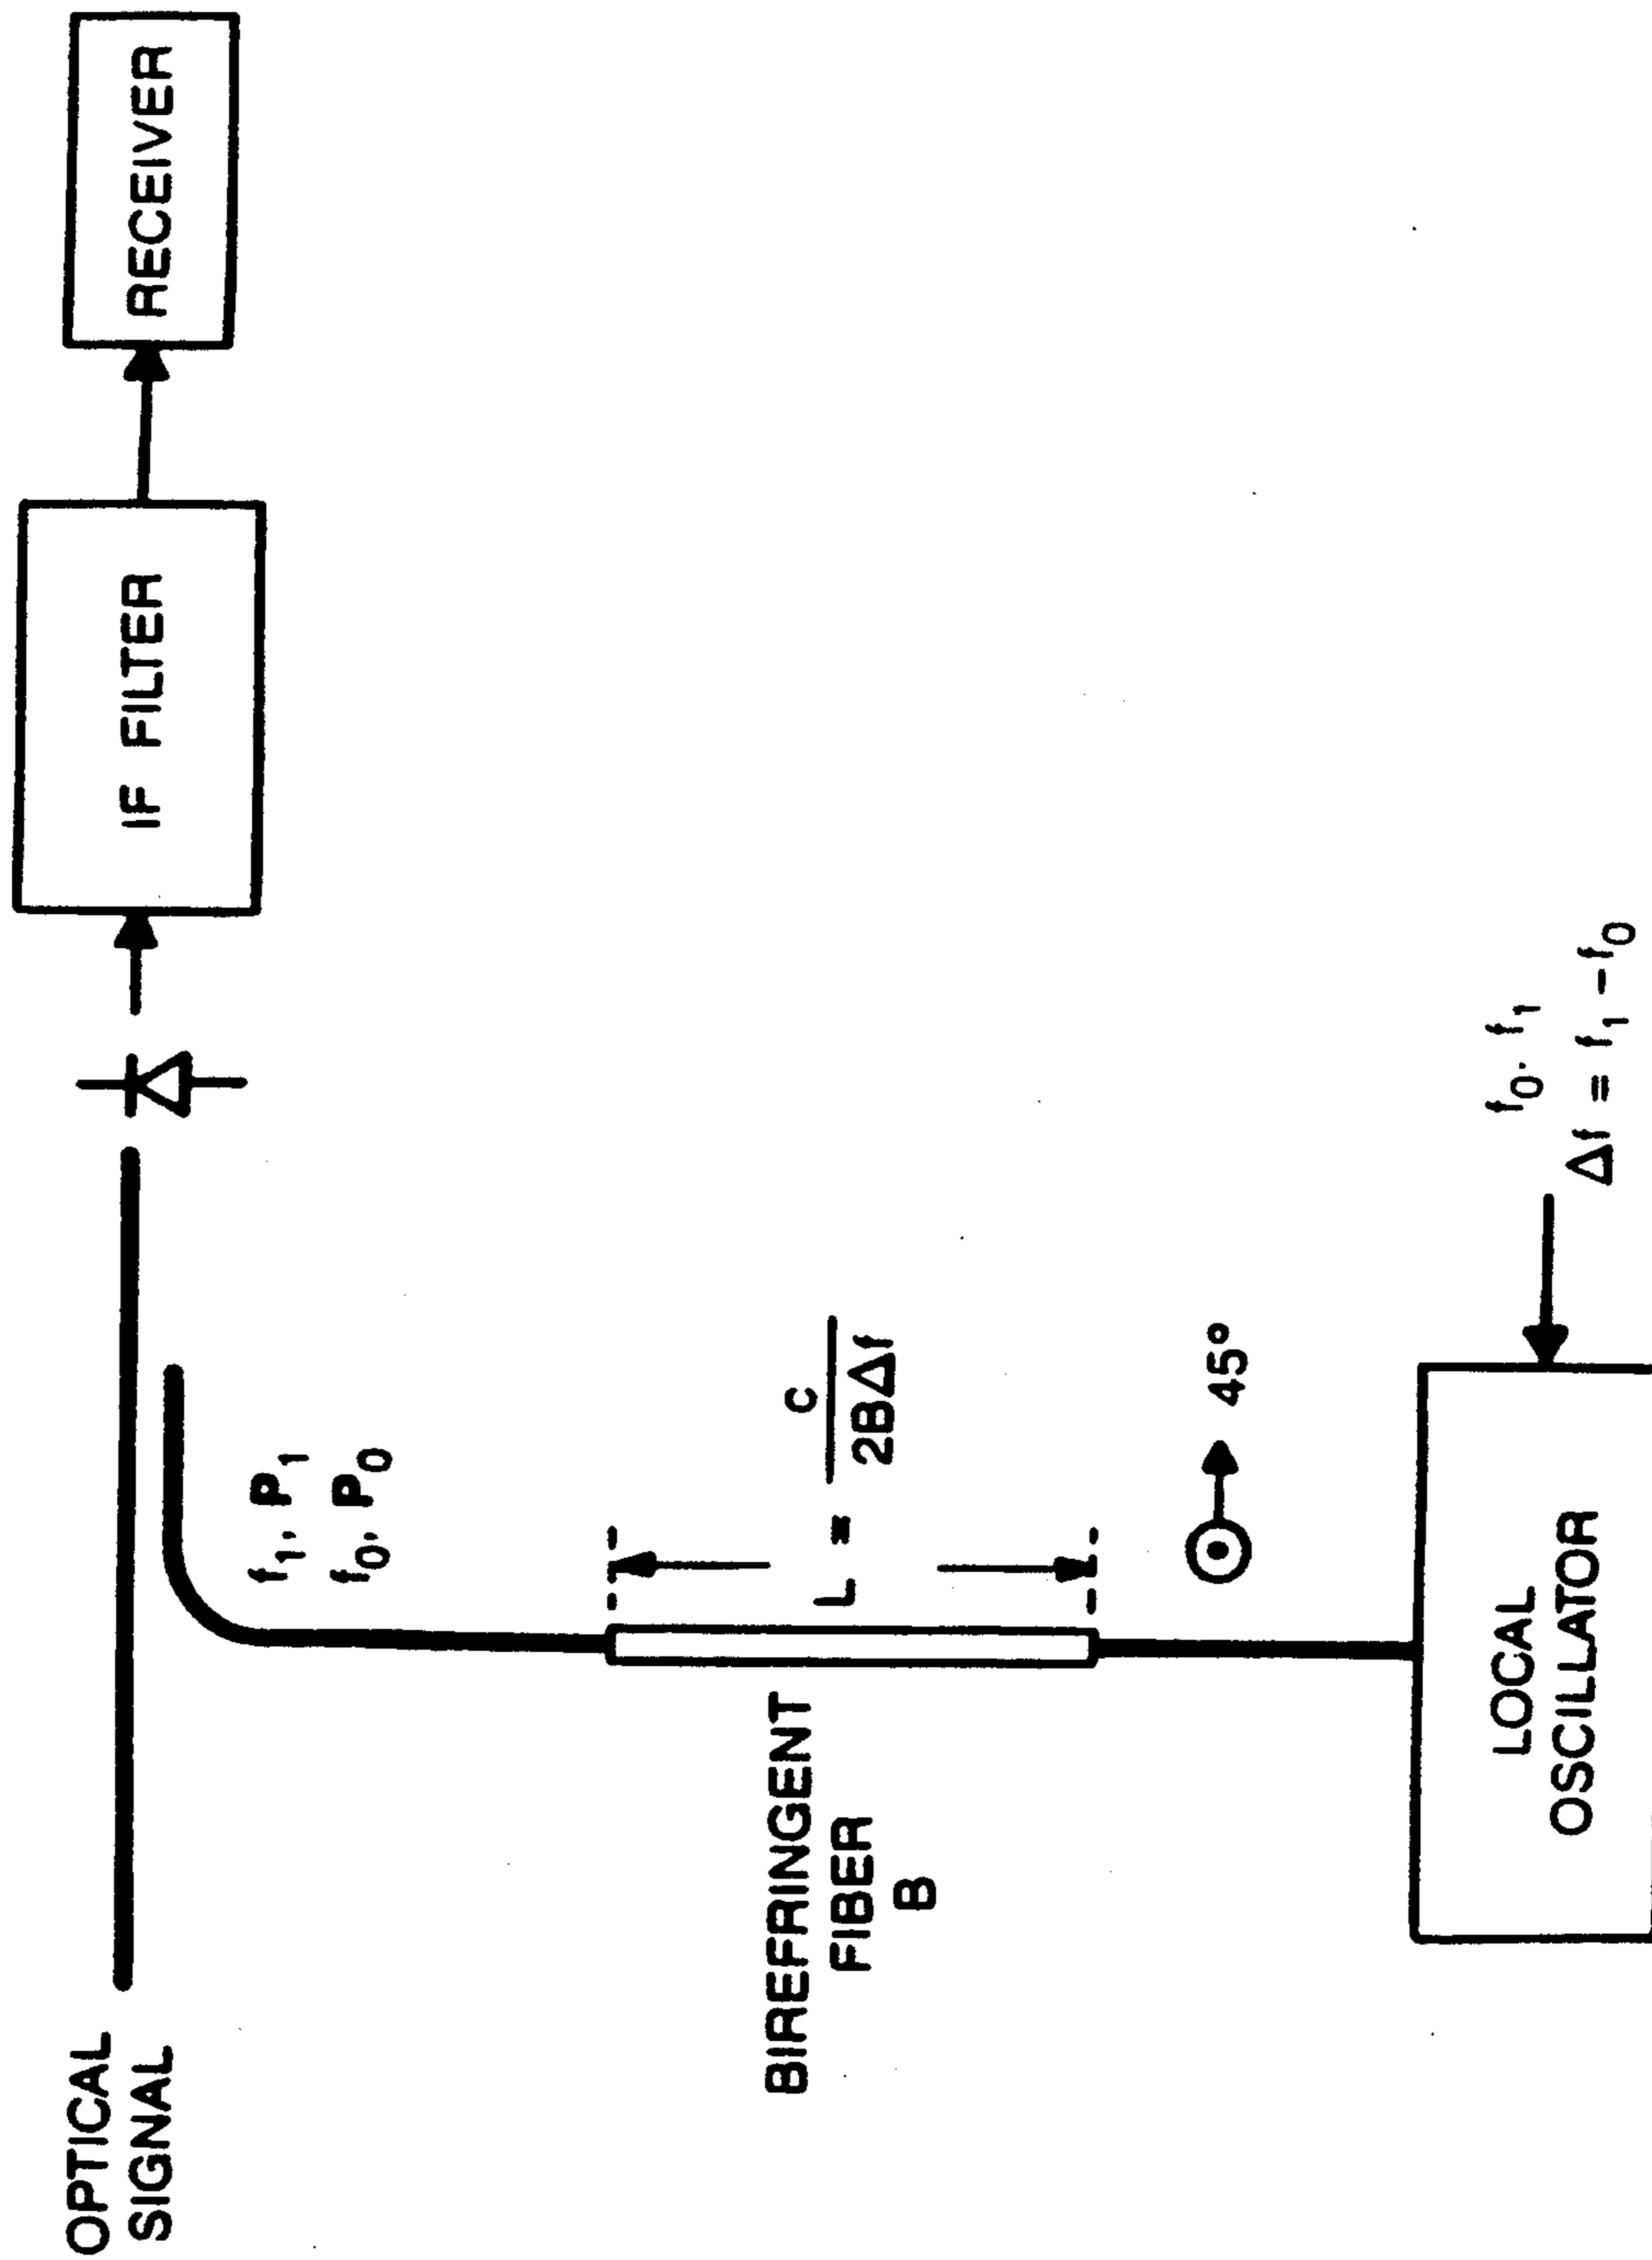 OPTICAL
SIGNAL
IF FILTER
RECEIVER
f₁, P₁
f₀, P₀
BIREFRINGENT
FIBER
B
L = c / 2BΔf
45°
LOCAL
OSCILLATOR
f₀, f₁
Δf = f₁ - f₀